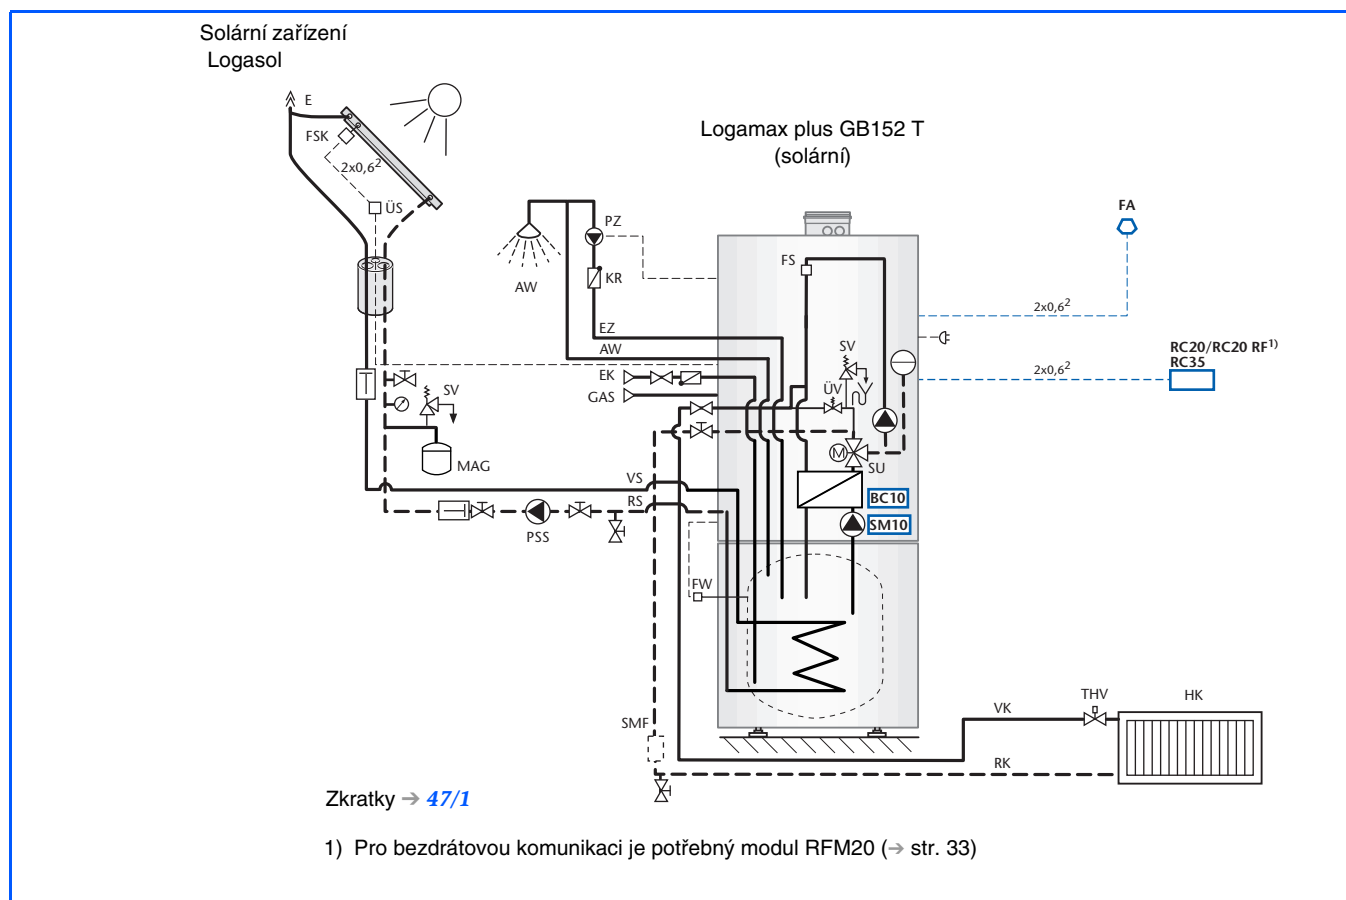 Solární zařízení
Logasol
E
FSK
2x0,6²
ÜS
Logamax plus GB152 T
(solární)
PZ
AW
KR
EZ
AW
EK
GAS
FS
FA
2x0,6²
SV
ÜV
RC20/RC20 RF¹⁾
RC35
2x0,6²
SV
MAG
M
SU
VS
RS
BC10
SM10
PSS
FW
SMF
VK
THV
HK
RK
Zkratky → 47/1
1) Pro bezdrátovou komunikaci je potřebný modul RFM20 (→ str. 33)